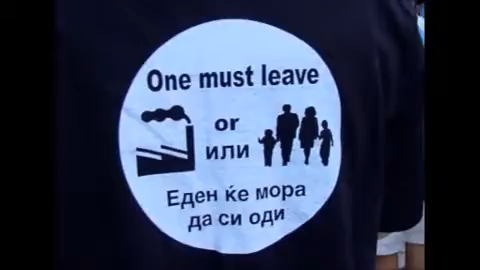 One must leave
or
или
Еден ќе мора
да си оди